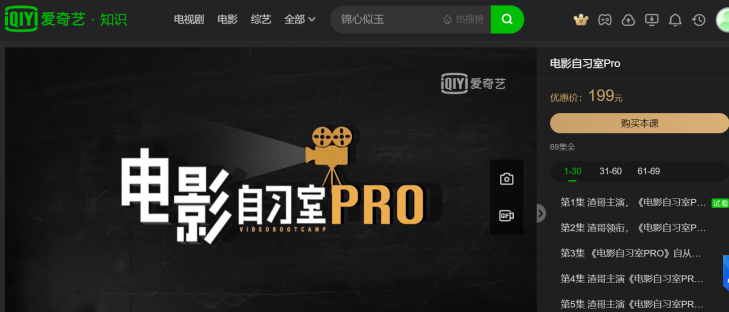 iQIYI 爱奇艺·知识
电视剧 电影 综艺 全部
锦心似玉 热搜榜
iQIYI 爱奇艺
电影自习室PRO
VIDEOBOOTCAMP
GIF
电影自习室Pro
优惠价：199元
购买本课
69集全
1-30 31-60 61-69
第1集 渣哥主演，《电影自习室P... 试看
第2集 渣哥领衔，《电影自习室P...
第3集 《电影自习室PRO》自从...
第4集 渣哥主演《电影自习室PR...
第5集 渣哥主演《电影自习室PR...